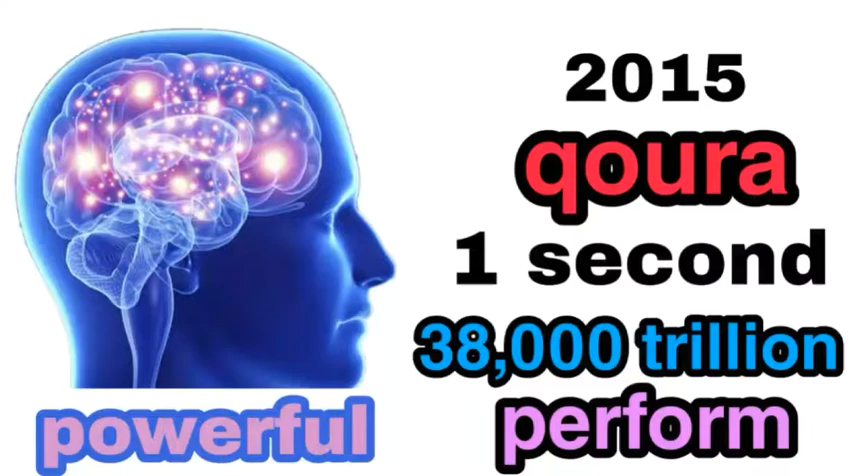 2015
qoura
1 second
38,000 trillion
perform
powerful